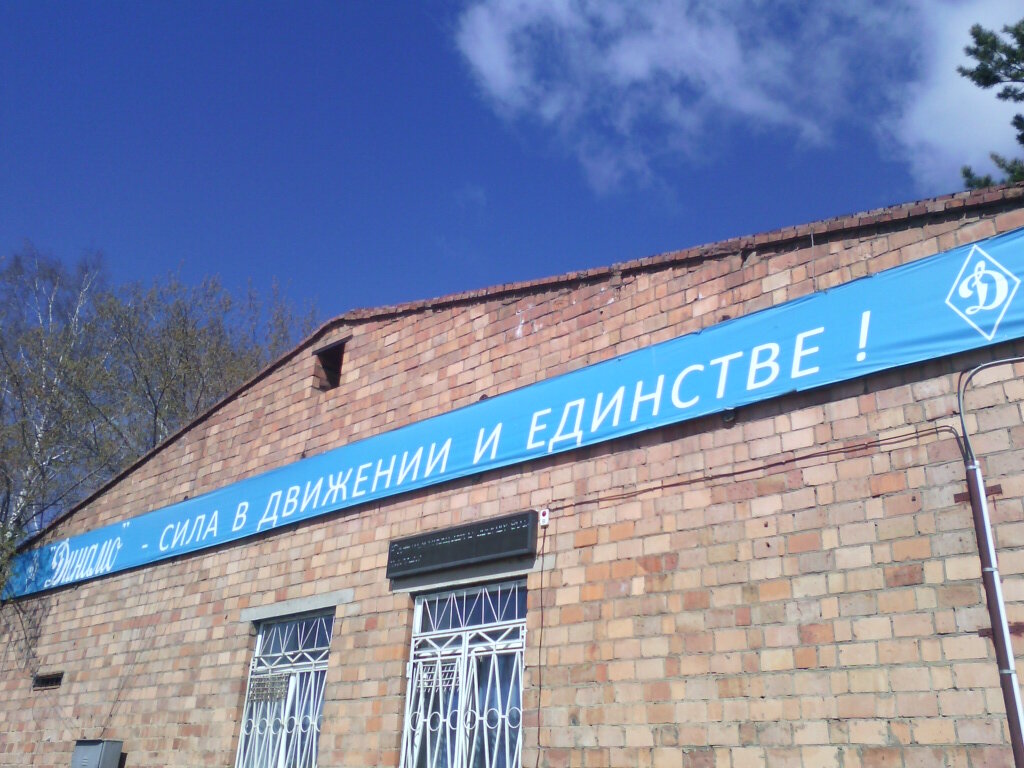 "Динамо" - СИЛА В ДВИЖЕНИИ И ЕДИНСТВЕ !
Д